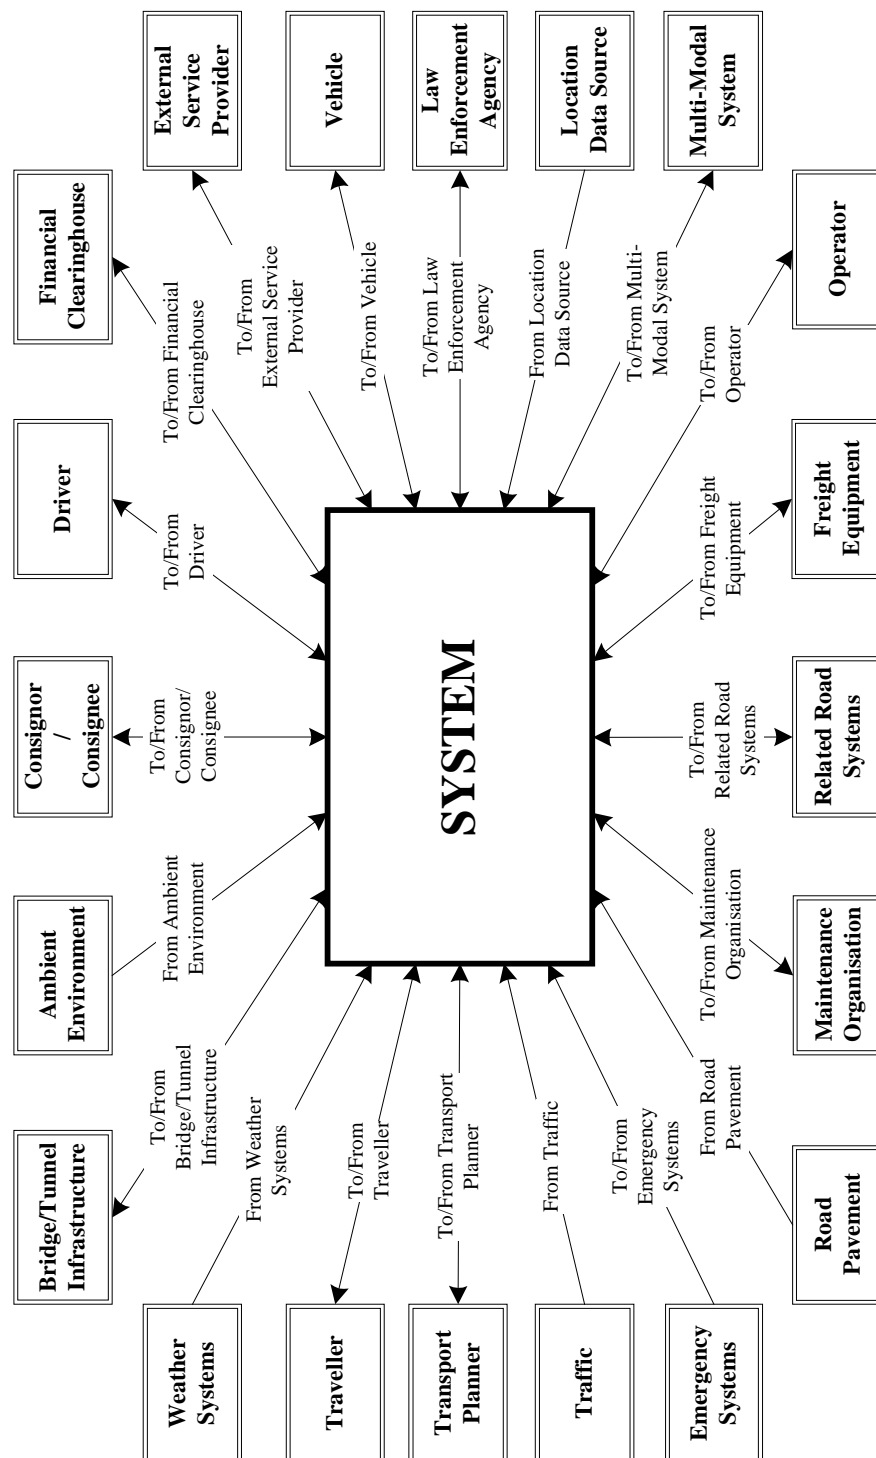 Bridge/Tunnel
Infrastructure
Ambient
Environment
Consignor
/
Consignee
Driver
Financial
Clearinghouse
Weather
Systems
External
Service
Provider
To/From
Bridge/Tunnel
Infrastructure
From Ambient
Environment
To/From
Consignor/
Consignee
To/From
Driver
To/From Financial
Clearinghouse
From Weather
Systems
To/From
External Service
Provider
Traveller
To/From
Traveller
To/From Vehicle
Vehicle
Transport
Planner
To/From Transport
Planner
SYSTEM
To/From Law
Enforcement
Agency
Law
Enforcement
Agency
Traffic
From Traffic
From Location
Data Source
Location
Data Source
Emergency
Systems
To/From
Emergency
Systems
To/From Multi-
Modal System
Multi-Modal
System
From Road
Pavement
To/From Maintenance
Organisation
To/From
Related Road
Systems
To/From Freight
Equipment
To/From
Operator
Road
Pavement
Maintenance
Organisation
Related Road
Systems
Freight
Equipment
Operator